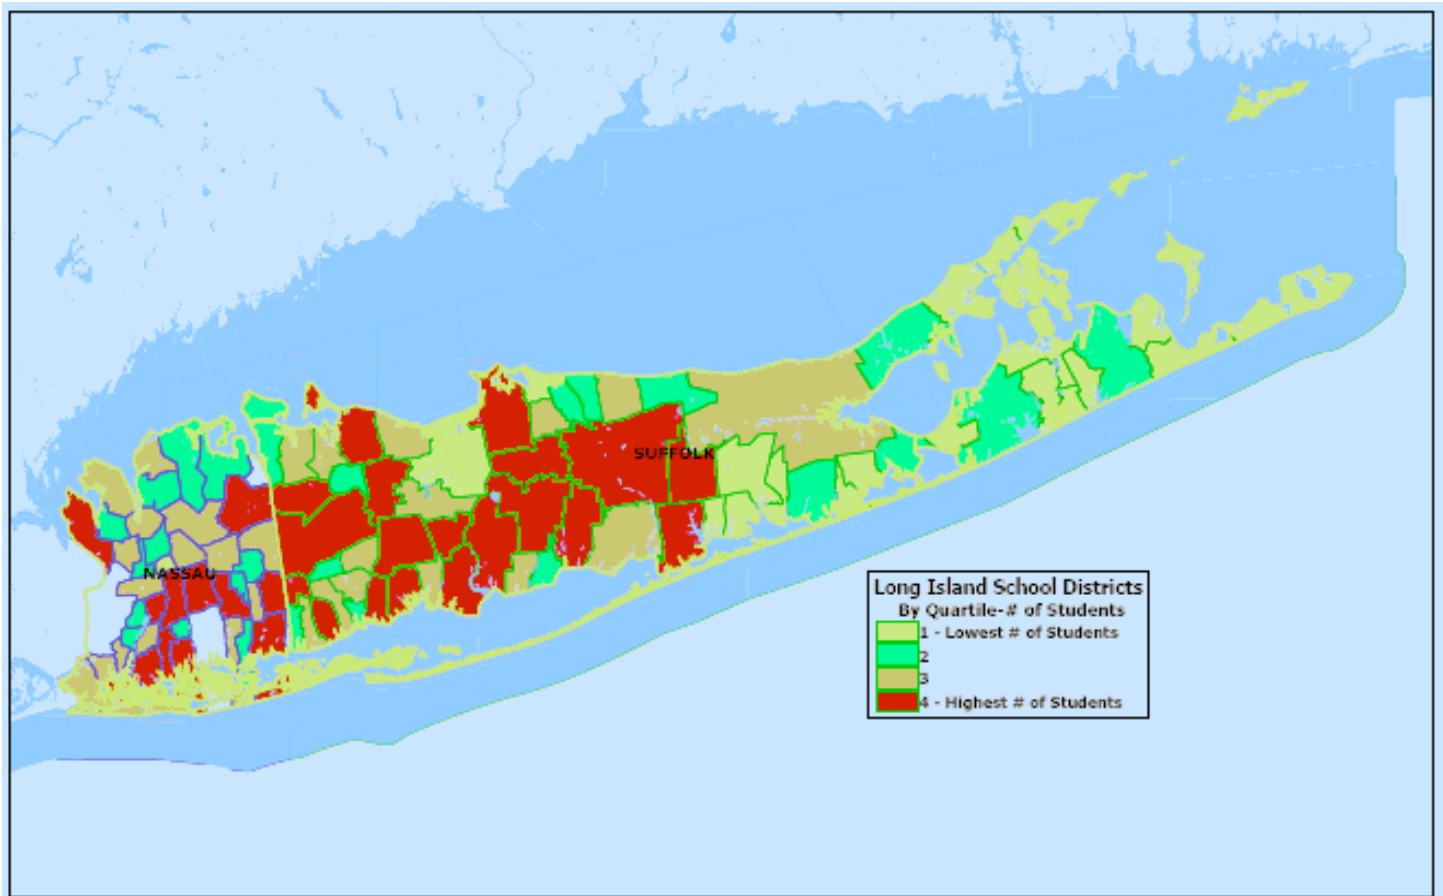 SUFFOLK
NASSAU
Long Island School Districts
By Quartile-# of Students
1 - Lowest # of Students
2
3
4 - Highest # of Students